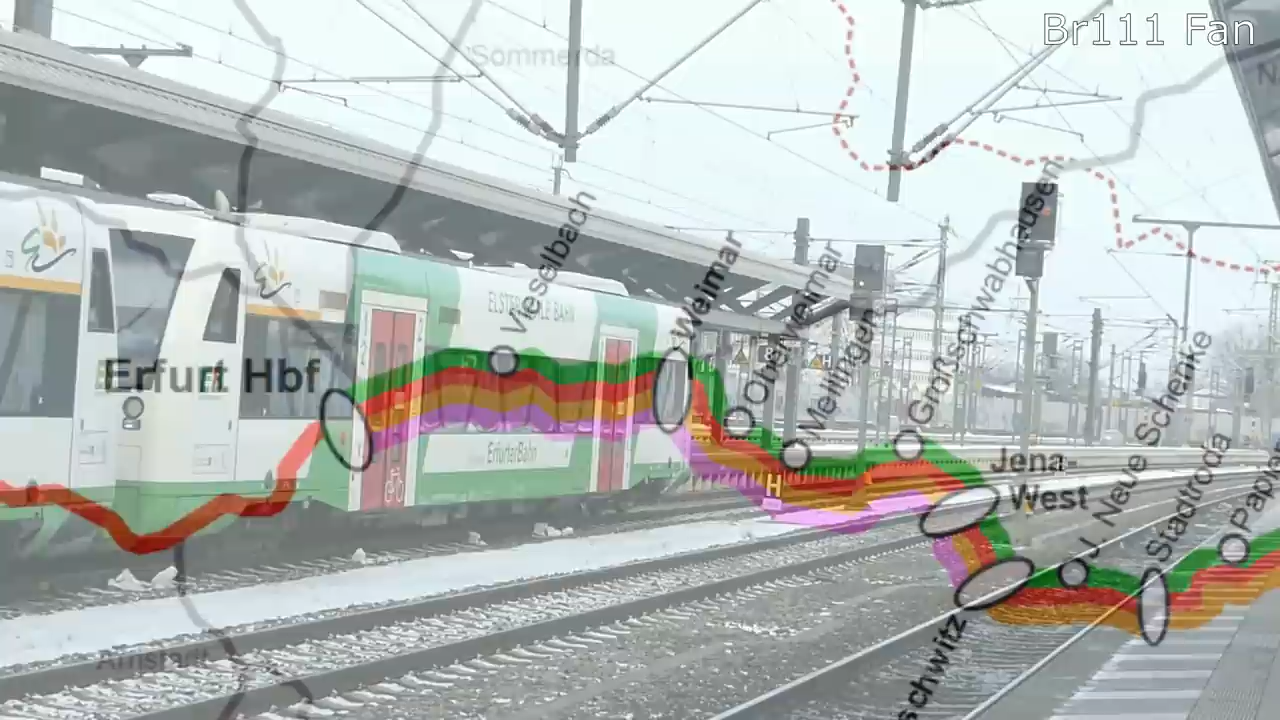 Br111 Fan
Sömmerda
Vieselbach
Weimar
Oberweimar
Mellingen
Großschwabhausen
ELSTER SAALE BAHN
Erfurt Hbf
ErfurterBahn
H
Jena-
West
J. Neue Schenke
Stadtroda
Papier
schwitz
Arnstadt